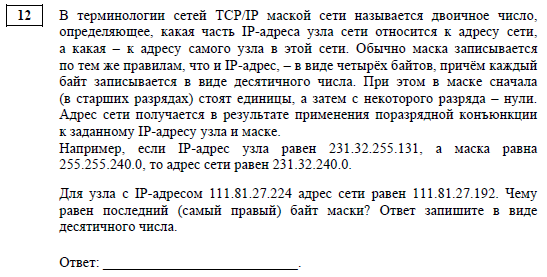 12 В терминологии сетей TCP/IP маской сети называется двоичное число,
определяющее, какая часть IP-адреса узла сети относится к адресу сети,
а какая – к адресу самого узла в этой сети. Обычно маска записывается
по тем же правилам, что и IP-адрес, – в виде четырёх байтов, причём каждый
байт записывается в виде десятичного числа. При этом в маске сначала
(в старших разрядах) стоят единицы, а затем с некоторого разряда – нули.
Адрес сети получается в результате применения поразрядной конъюнкции
к заданному IP-адресу узла и маске.
Например, если IP-адрес узла равен 231.32.255.131, а маска равна
255.255.240.0, то адрес сети равен 231.32.240.0.
Для узла с IP-адресом 111.81.27.224 адрес сети равен 111.81.27.192. Чему
равен последний (самый правый) байт маски? Ответ запишите в виде
десятичного числа.
Ответ: ___________________________.